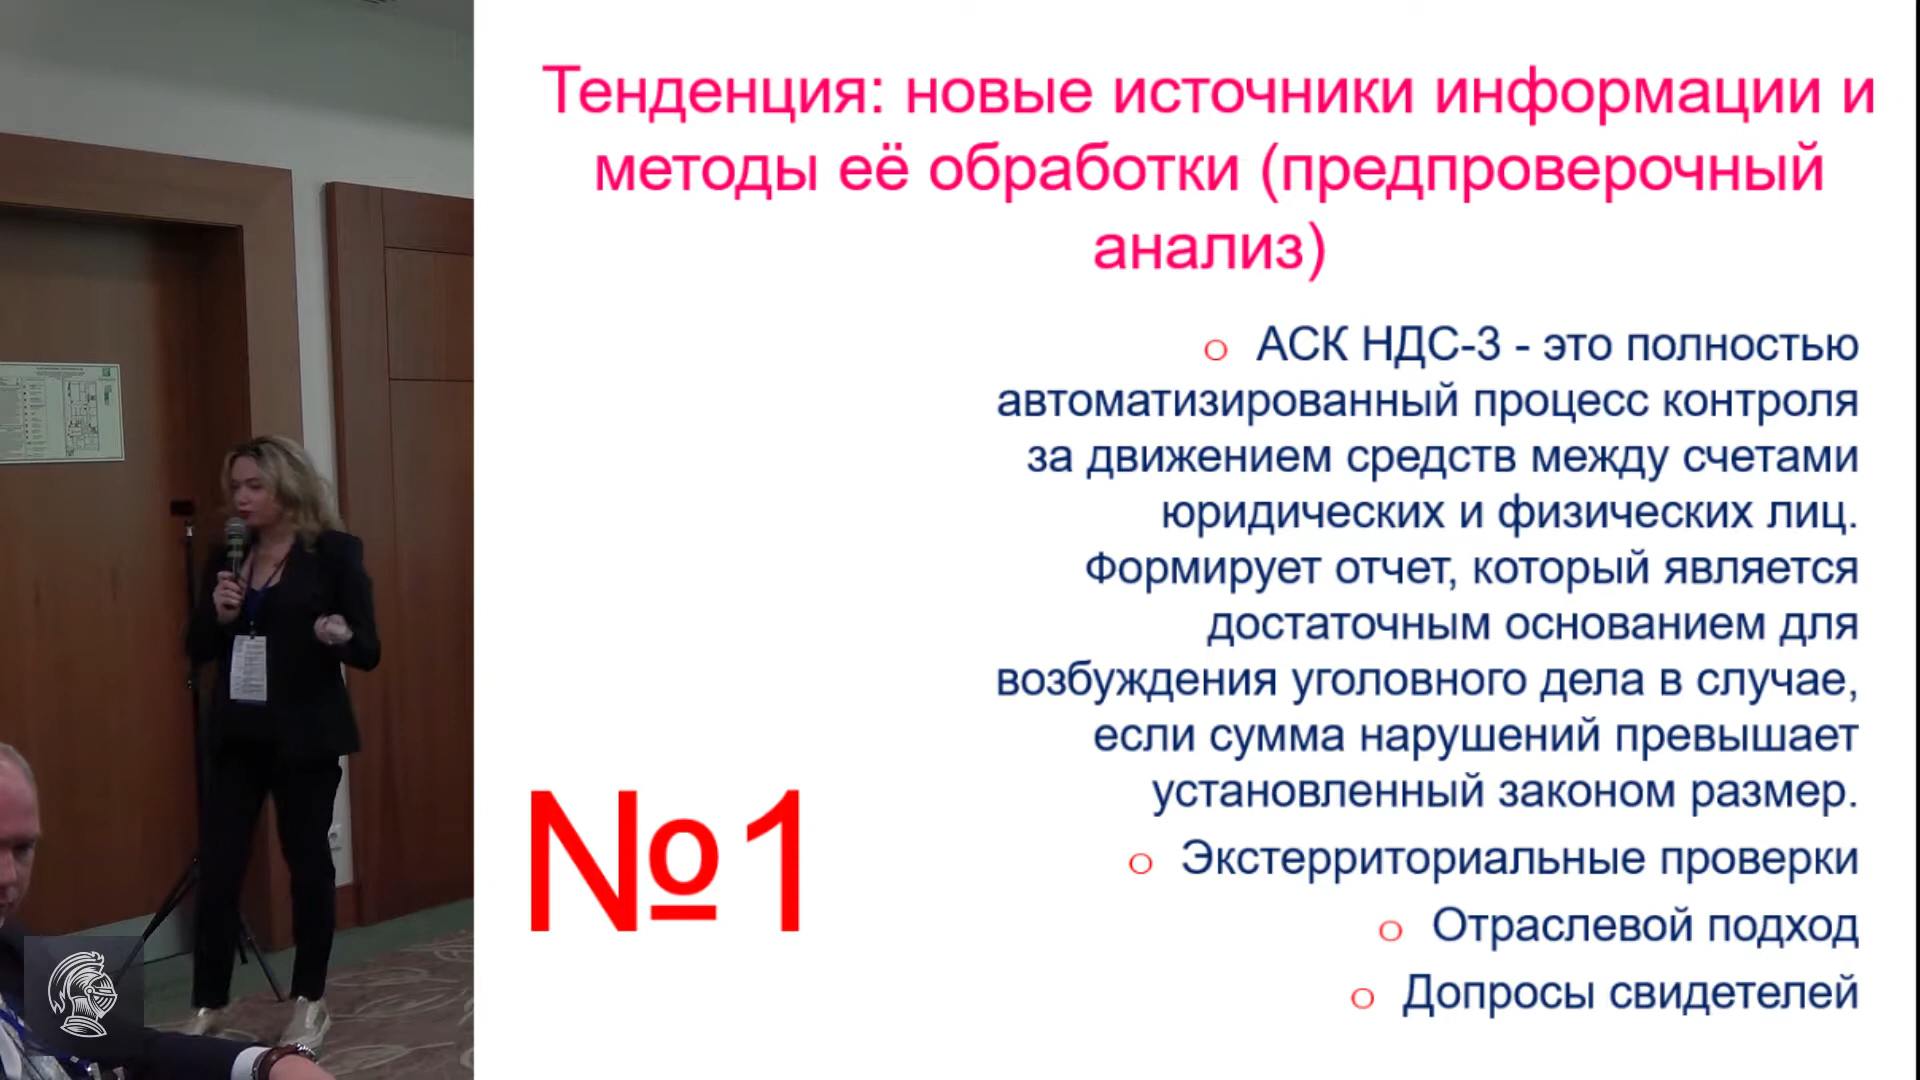 Тенденция: новые источники информации и
методы её обработки (предпроверочный
анализ)
АСК НДС-3 - это полностью
автоматизированный процесс контроля
за движением средств между счетами
юридических и физических лиц.
Формирует отчет, который является
достаточным основанием для
возбуждения уголовного дела в случае,
если сумма нарушений превышает
установленный законом размер.
Экстерриториальные проверки
Отраслевой подход
Допросы свидетелей
№1